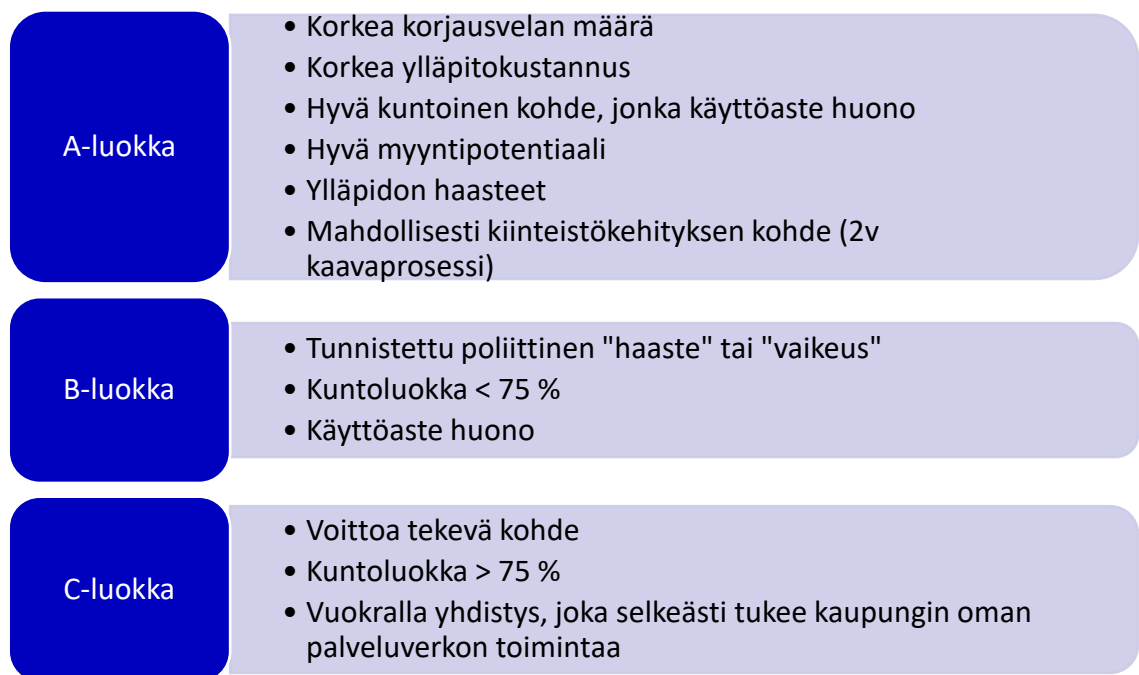 A-luokka
• Korkea korjausvelan määrä
• Korkea ylläpitokustannus
• Hyvä kuntoinen kohde, jonka käyttöaste huono
• Hyvä myyntipotentiaali
• Ylläpidon haasteet
• Mahdollisesti kiinteistökehityksen kohde (2v
kaavaprosessi)
B-luokka
• Tunnistettu poliittinen "haaste" tai "vaikeus"
• Kuntoluokka < 75 %
• Käyttöaste huono
C-luokka
• Voittoa tekevä kohde
• Kuntoluokka > 75 %
• Vuokralla yhdistys, joka selkeästi tukee kaupungin oman
palveluverkon toimintaa